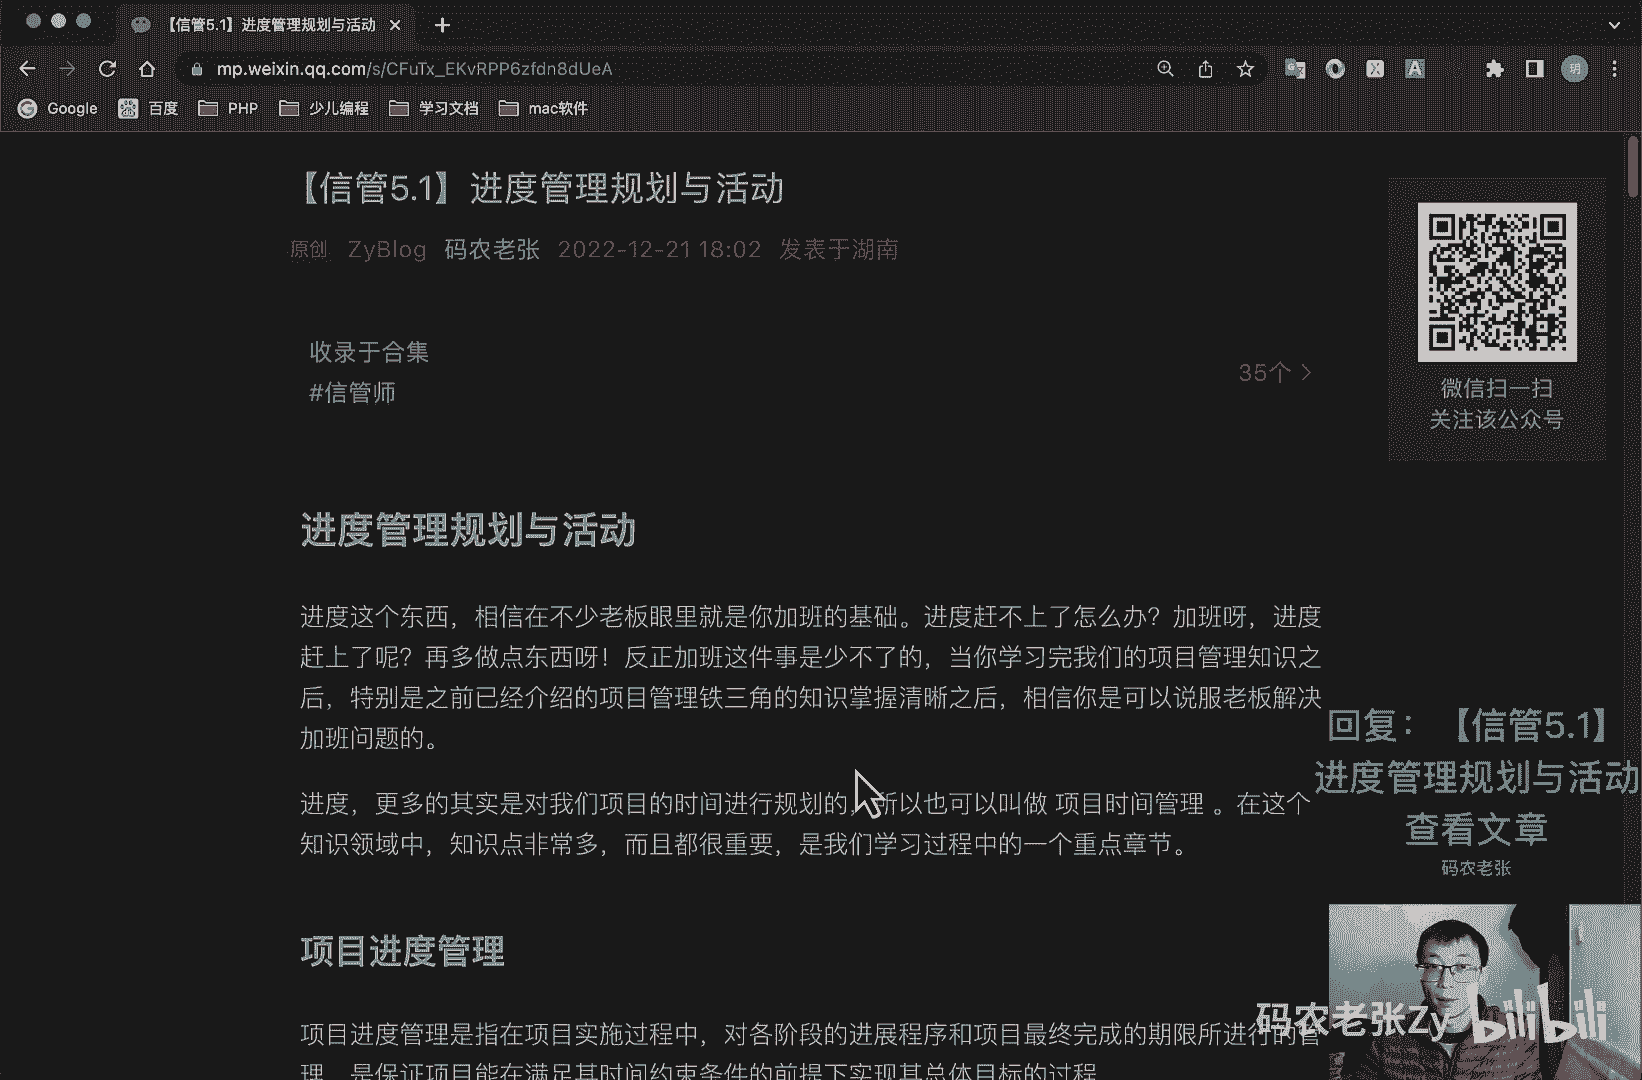 【信管5.1】进度管理规划与活动
mp.weixin.qq.com/s/CFuTx_EKvRPP6zfdn8dUeA
玥
Google 百度 PHP 少儿编程 学习文档 mac软件
【信管5.1】进度管理规划与活动
原创 ZyBlog 码农老张 2022-12-21 18:02 发表于湖南
收录于合集
#信管师
35个
微信扫一扫
关注该公众号
进度管理规划与活动
进度这个东西，相信在不少老板眼里就是你加班的基础。进度赶不上了怎么办？加班呀，进度
赶上了呢？再多做点东西呀！反正加班这件事是少不了的，当你学习完我们的项目管理知识之
后，特别是之前已经介绍的项目管理铁三角的知识掌握清晰之后，相信你是可以说服老板解决
加班问题的。
进度，更多的其实是对我们项目的时间进行规划的，所以也可以叫做 项目时间管理 。在这个
知识领域中，知识点非常多，而且都很重要，是我们学习过程中的一个重点章节。
项目进度管理
项目进度管理是指在项目实施过程中，对各阶段的进展程序和项目最终完成的期限所进行的管
理，是保证项目能在满足其时间约束条件的前提下实现其总体目标的过程
回复：【信管5.1】
进度管理规划与活动
查看文章
码农老张
码农老张Zy bilibili